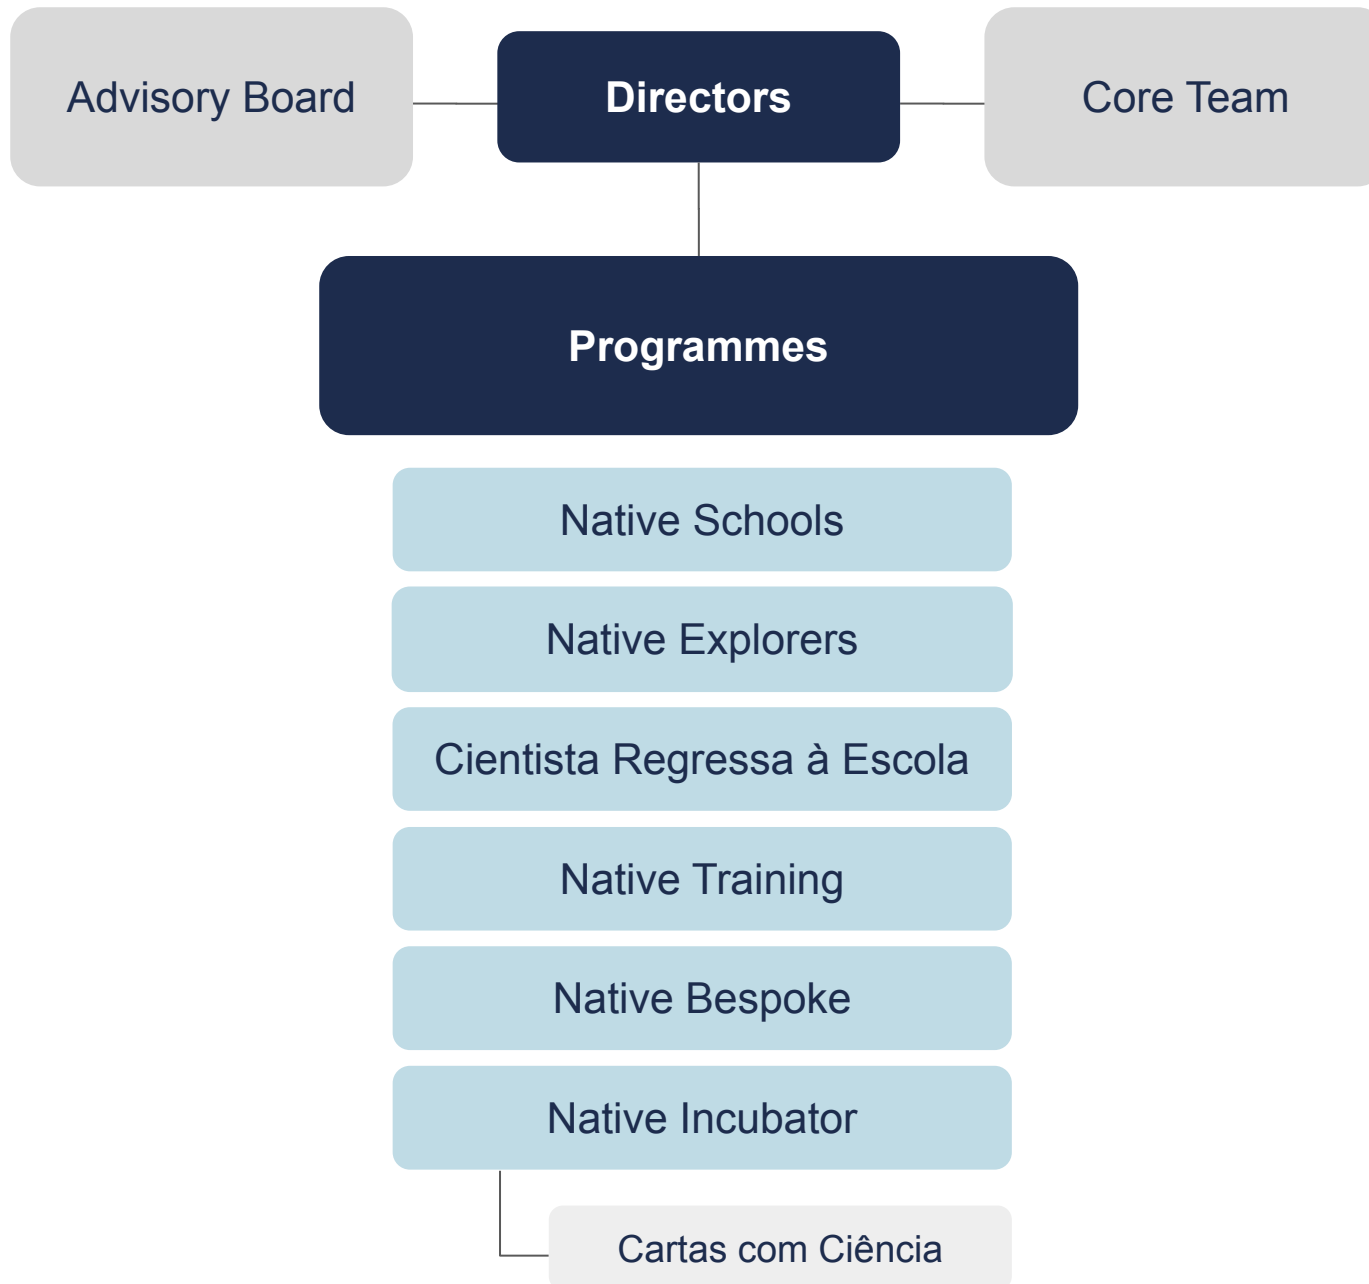 Advisory Board
Directors
Core Team
Programmes
Native Schools
Native Explorers
Cientista Regressa à Escola
Native Training
Native Bespoke
Native Incubator
Cartas com Ciência